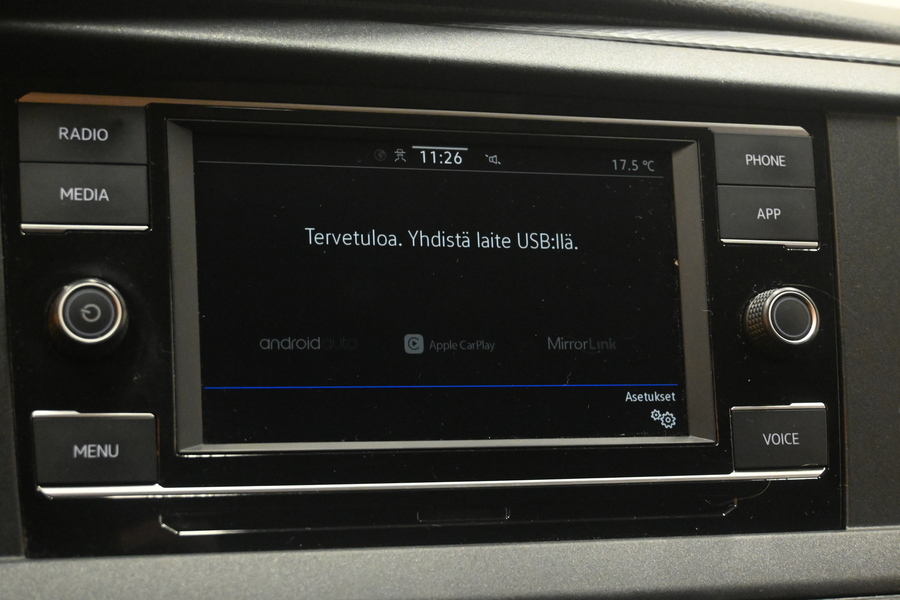 RADIO
MEDIA
MENU
11:26
17.5 °C
Tervetuloa. Yhdistä laite USB:llä.
androidauto
Apple CarPlay
MirrorLink
Asetukset
PHONE
APP
VOICE